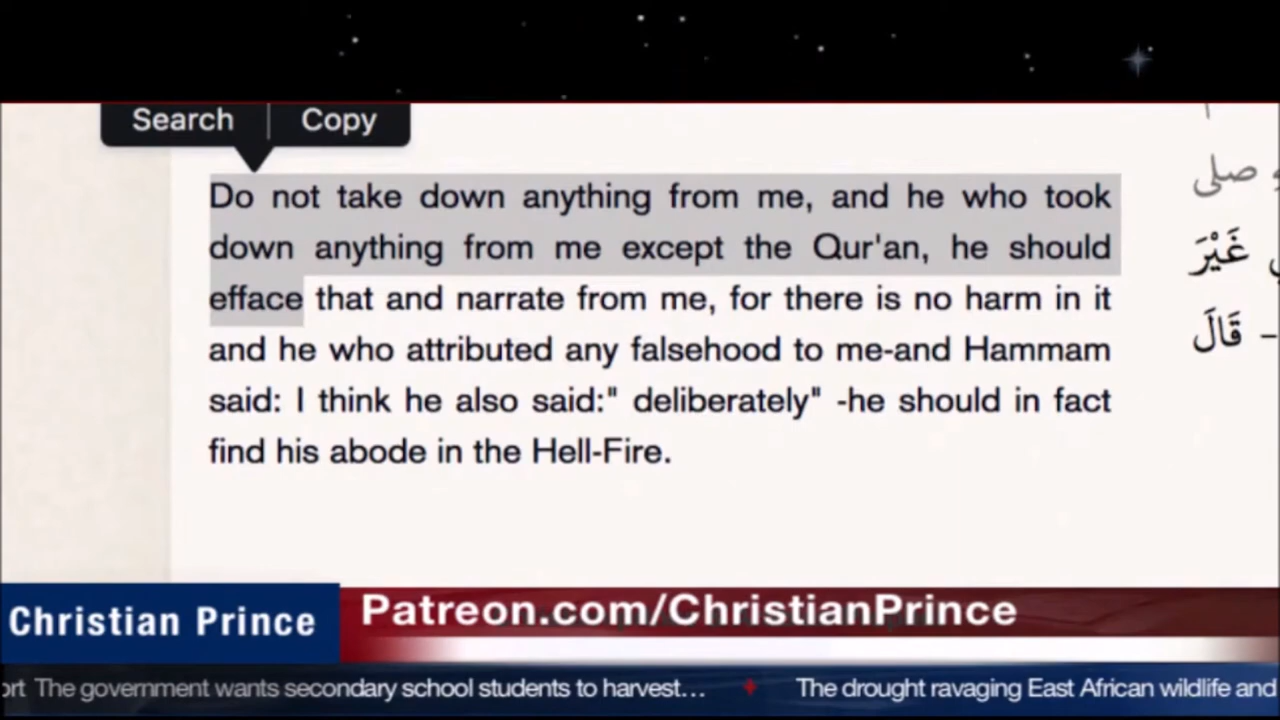 Search Copy
صلى
Do not take down anything from me, and he who took
down anything from me except the Qur'an, he should
غَيْرَ
efface that and narrate from me, for there is no harm in it
قَالَ -
and he who attributed any falsehood to me-and Hammam
said: I think he also said:" deliberately" -he should in fact
find his abode in the Hell-Fire.
Christian Prince
Patreon.com/ChristianPrince
The government wants secondary school students to harvest... The drought ravaging East African wildlife and